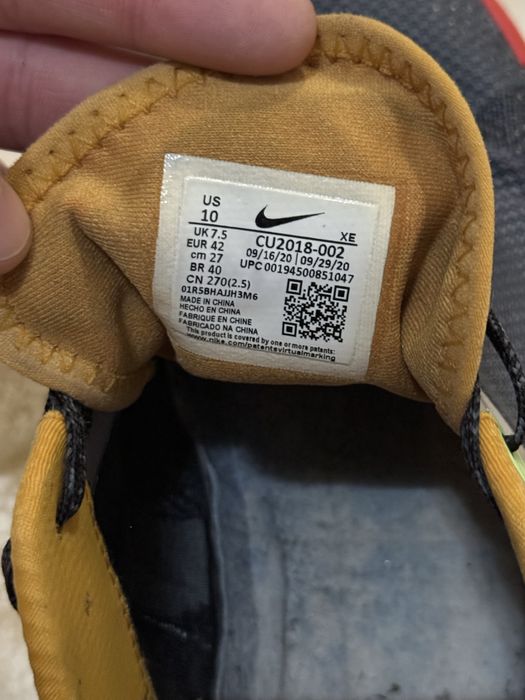 US
10
XE
UK 7.5
CU2018-002
EUR 42
09/16/20 | 09/29/20
cm 27
UPC 00194500851047
BR 40
CN 270(2.5)
01R5BHAJJH3M6
MADE IN CHINA
HECHO EN CHINA
FABRIQUE EN CHINE
FABRICADO NA CHINA
This product is covered by one or more patents:
www.nike.com/patentsvirtualmarking